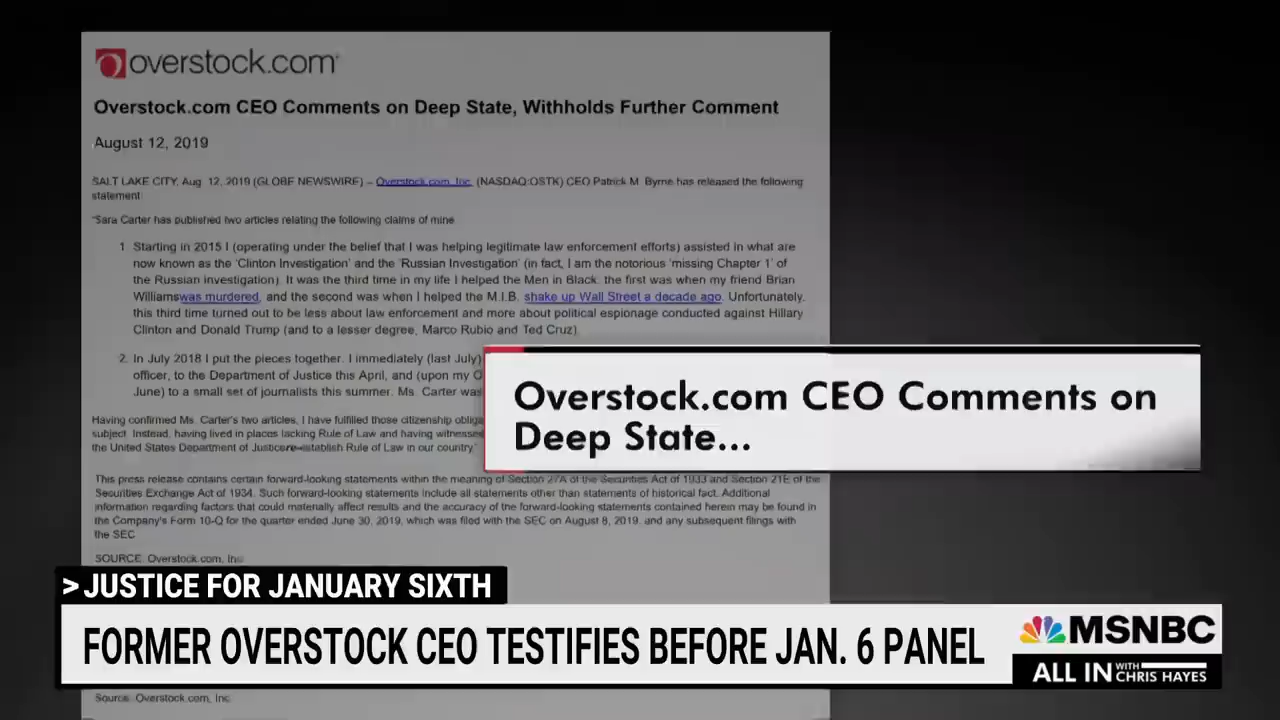 overstock.com
Overstock.com CEO Comments on Deep State, Withholds Further Comment
August 12, 2019
SALT LAKE CITY, Aug. 12, 2019 (GLOBE NEWSWIRE) -- Overstock.com, Inc. (NASDAQ:OSTK) CEO Patrick M. Byrne has released the following
statement:
"Sara Carter has published two articles relating the following claims of mine
1. Starting in 2015 I (operating under the belief that I was helping legitimate law enforcement efforts) assisted in what are
now known as the 'Clinton Investigation' and the 'Russian Investigation' (in fact, I am the notorious 'missing Chapter 1' of
the Russian investigation). It was the third time in my life I helped the Men in Black: the first was when my friend Brian
Williams was murdered, and the second was when I helped the M.I.B. shake up Wall Street a decade ago. Unfortunately,
this third time turned out to be less about law enforcement and more about political espionage conducted against Hillary
Clinton and Donald Trump (and to a lesser degree, Marco Rubio and Ted Cruz).
2. In July 2018 I put the pieces together. I immediately (last July)
officer, to the Department of Justice this April, and (upon my
June) to a small set of journalists this summer. Ms. Carter was
Having confirmed Ms. Carter's two articles, I have fulfilled those citizenship
subject. Instead, having lived in places lacking Rule of Law and having witnessed
the United States Department of Justice re-establish Rule of Law in our country."
Overstock.com CEO Comments on
Deep State...
This press release contains certain forward-looking statements within the meaning of Section 27A of the Securities Act of 1933 and Section 21E of the
Securities Exchange Act of 1934. Such forward-looking statements include all statements other than statements of historical fact. Additional
information regarding factors that could materially affect results and the accuracy of the forward-looking statements contained herein may be found in
the Company's Form 10-Q for the quarter ended June 30, 2019, which was filed with the SEC on August 8, 2019, and any subsequent filings with
the SEC
SOURCE: Overstock.com, Inc
> JUSTICE FOR JANUARY SIXTH
FORMER OVERSTOCK CEO TESTIFIES BEFORE JAN. 6 PANEL
MSNBC
ALL IN WITH CHRIS HAYES
Source: Overstock.com, Inc.